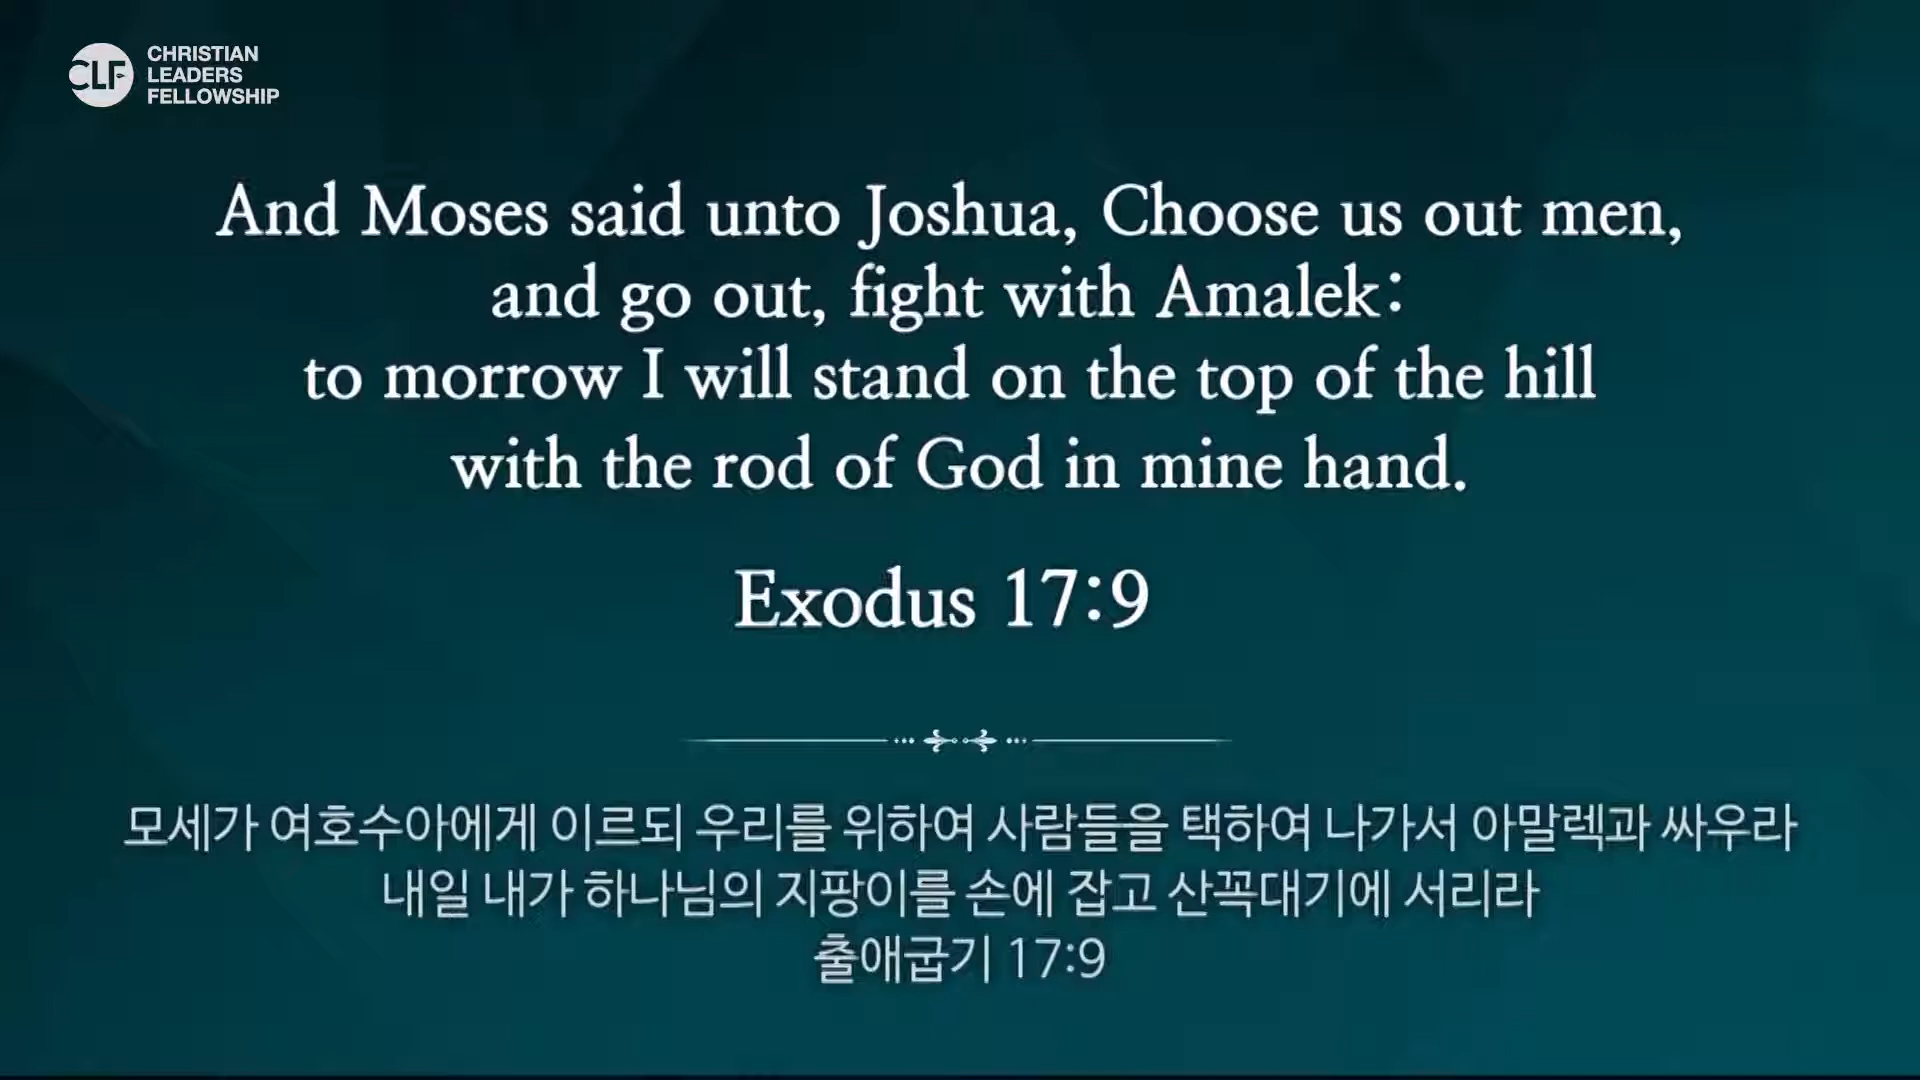 CLF CHRISTIAN
LEADERS
FELLOWSHIP
And Moses said unto Joshua, Choose us out men,
and go out, fight with Amalek:
to morrow I will stand on the top of the hill
with the rod of God in mine hand.
Exodus 17:9
모세가 여호수아에게 이르되 우리를 위하여 사람들을 택하여 나가서 아말렉과 싸우라
내일 내가 하나님의 지팡이를 손에 잡고 산꼭대기에 서리라
출애굽기 17:9